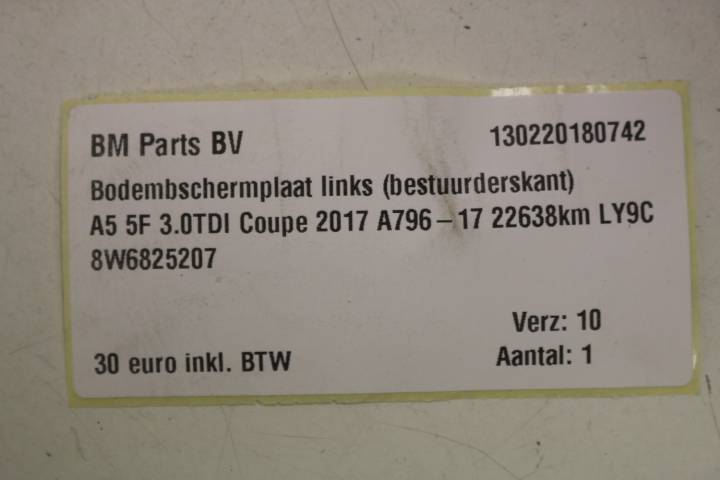 BM Parts BV 130220180742
Bodembschermplaat links (bestuurderskant)
A5 5F 3.0TDI Coupe 2017 A796-17 22638km LY9C
8W6825207
Verz: 10
30 euro inkl. BTW Aantal: 1